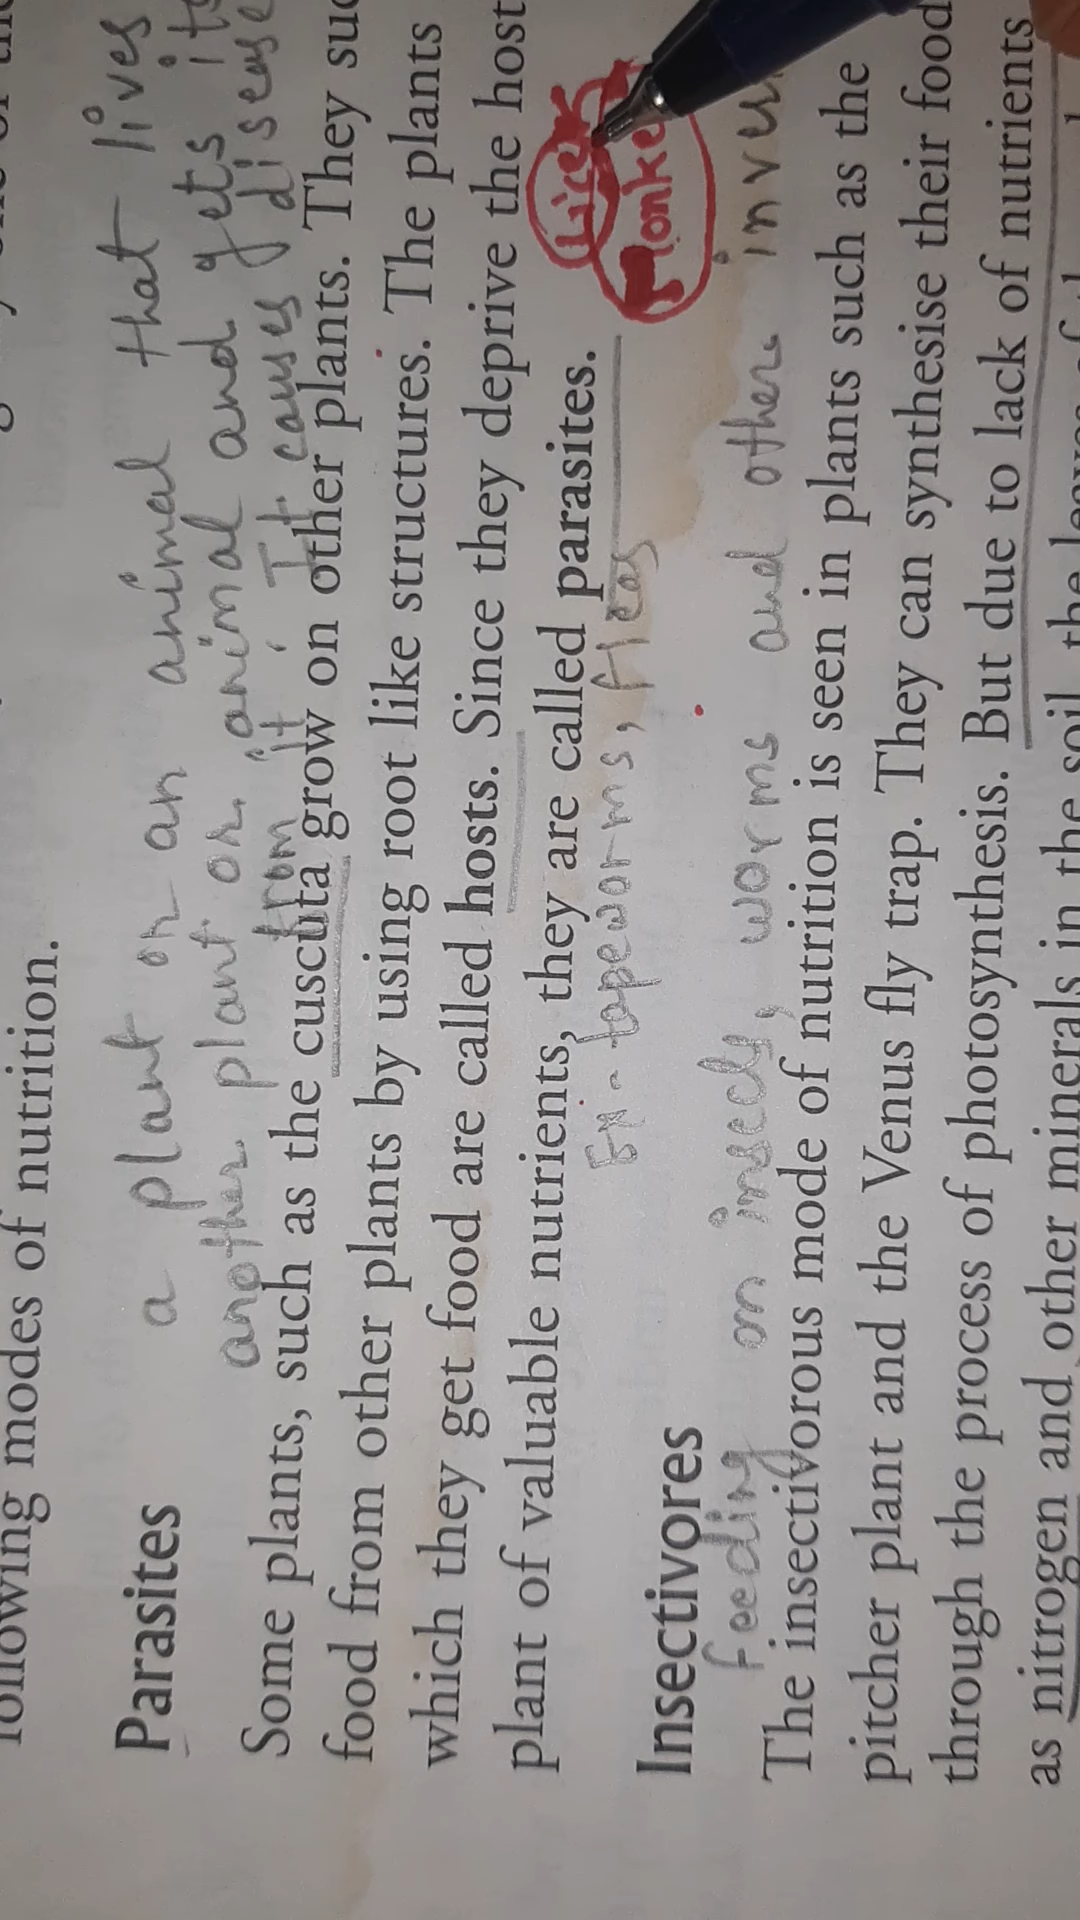 following modes of nutrition.
a plant or an animal that lives
another plant or animal and gets its
Parasites
from it. It causes disease
Some plants, such as the cuscuta grow on other plants. They suc
food from other plants by using root like structures. The plants
which they get food are called hosts. Since they deprive the host
plant of valuable nutrients, they are called parasites.
Lice
Ex - tapeworms, fleas
Insectivores
feeding on insects, worms and other inver
The insectivorous mode of nutrition is seen in plants such as the
pitcher plant and the Venus fly trap. They can synthesise their food
through the process of photosynthesis. But due to lack of nutrients
as nitrogen and other minerals in the soil, the leaves of